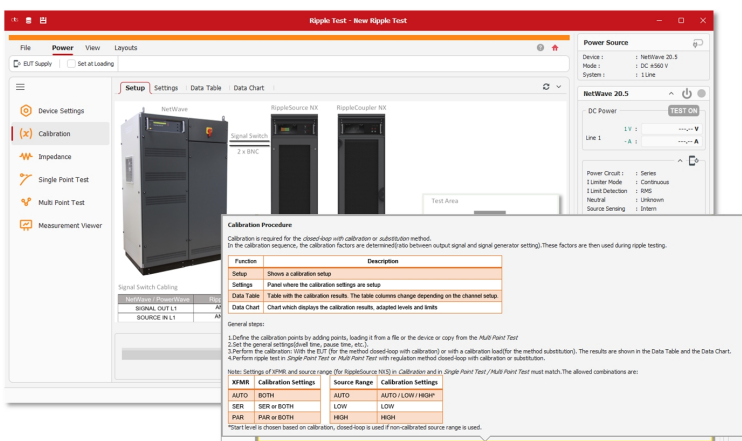 Ripple Test - New Ripple Test
File Power View Layouts
EUT Supply Set at Loading
Setup Settings Data Table Data Chart
Device Settings
Calibration
Impedance
Single Point Test
Multi Point Test
Measurement Viewer
NetWave RippleSource NX RippleCoupler NX
Signal Switch
2 x BNC
Test Area
Signal Switch Cabling
NetWave / PowerWave
SIGNAL OUT L1
SOURCE IN L1
Power Source
Device : : NetWave 20.5
Mode : : DC ±560 V
System : : 1 Line
NetWave 20.5
DC Power TEST ON
Line 1
1 V : ---,-- V
- A : ---,-- A
Power Circuit : : Series
I Limiter Mode : Continuous
I Limit Detection : RMS
Neutral : Unknown
Source Sensing : Intern
Calibration Procedure
Calibration is required for the closed-loop with calibration or substitution method.
In the calibration sequence, the calibration factors are determined(ratio between output signal and signal generator setting).These factors are then used during ripple testing.
Function Description
Setup Shows a calibration setup
Settings Panel where the calibration settings are setup
Data Table Table with the calibration results. The table columns change depending on the channel setup.
Data Chart Chart which displays the calibration results, adapted levels and limits
General steps:
1.Define the calibration points by adding points, loading it from a file or the device or copy from the Multi Point Test
2.Set the general settings(dwell time, pause time, etc.).
3.Perform the calibration: With the EUT (for the method closed-loop with calibration) or with a calibration load(for the method substitution). The results are shown in the Data Table and the Data Chart.
4.Perform ripple test in Single Point Test or Multi Point Test with regulation method closed-loop with calibration or substitution.
Note: Settings of XFMR and source range (for RippleSource NX5) in Calibration and in Single Point Test / Multi Point Test must match.The allowed combinations are:
XFMR Calibration Settings
AUTO BOTH
SER SER or BOTH
PAR PAR or BOTH
Source Range Calibration Settings
AUTO AUTO / LOW / HIGH*
LOW LOW
HIGH HIGH
*Start level is chosen based on calibration, closed-loop is used if non-calibrated source range is used.